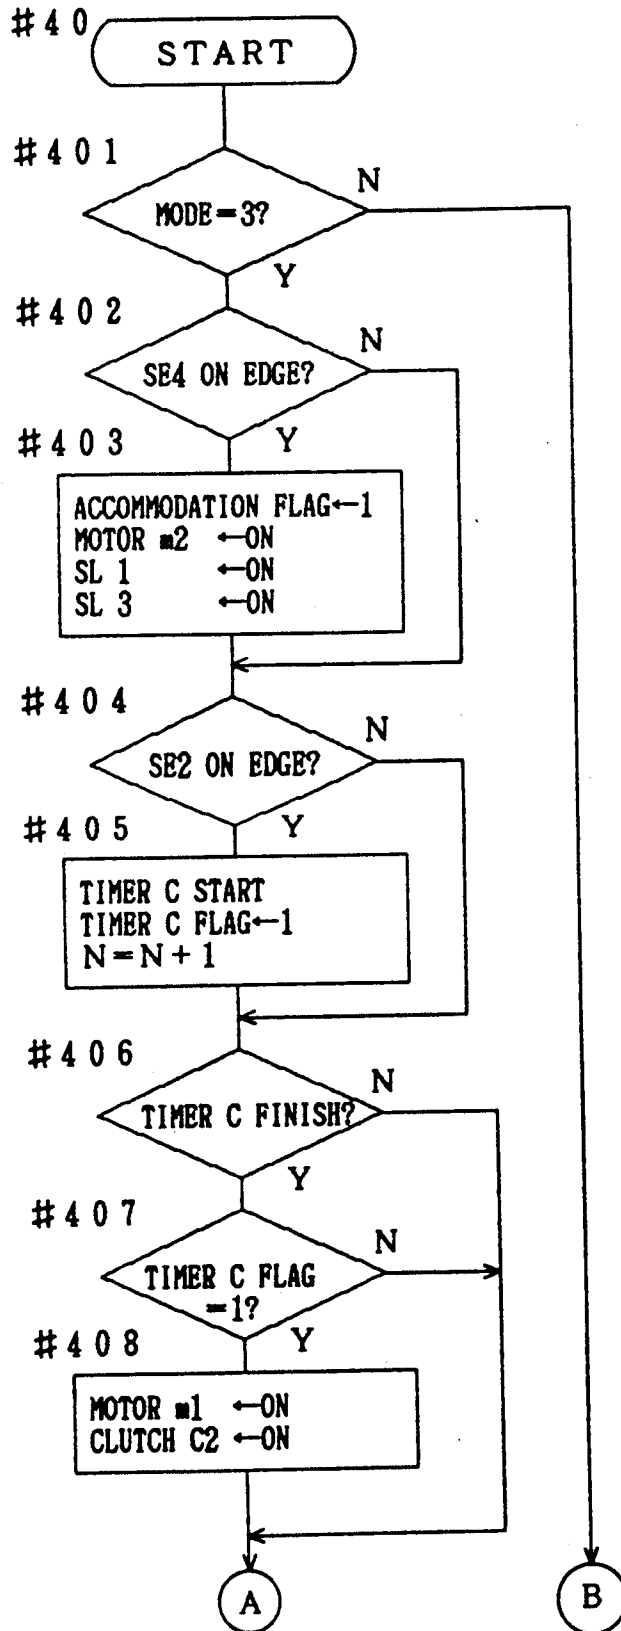 #40
START
#401
N
MODE=3?
Y
#402
N
SE4 ON EDGE?
Y
#403
ACCOMMODATION FLAG←1
MOTOR m2 ←ON
SL 1 ←ON
SL 3 ←ON
#404
N
SE2 ON EDGE?
Y
#405
TIMER C START
TIMER C FLAG←1
N=N+1
#406
N
TIMER C FINISH?
Y
#407
N
TIMER C FLAG
=1?
Y
#408
MOTOR m1 ←ON
CLUTCH C2 ←ON
A
B